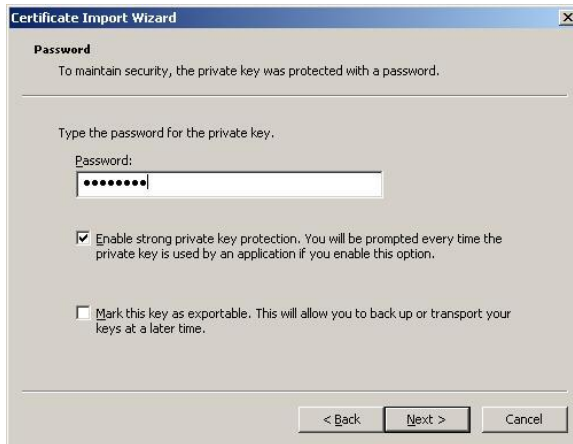 Certificate Import Wizard
Password
To maintain security, the private key was protected with a password.
Type the password for the private key.
Password:
••••••••
Enable strong private key protection. You will be prompted every time the
private key is used by an application if you enable this option.
Mark this key as exportable. This will allow you to back up or transport your
keys at a later time.
< Back Next > Cancel